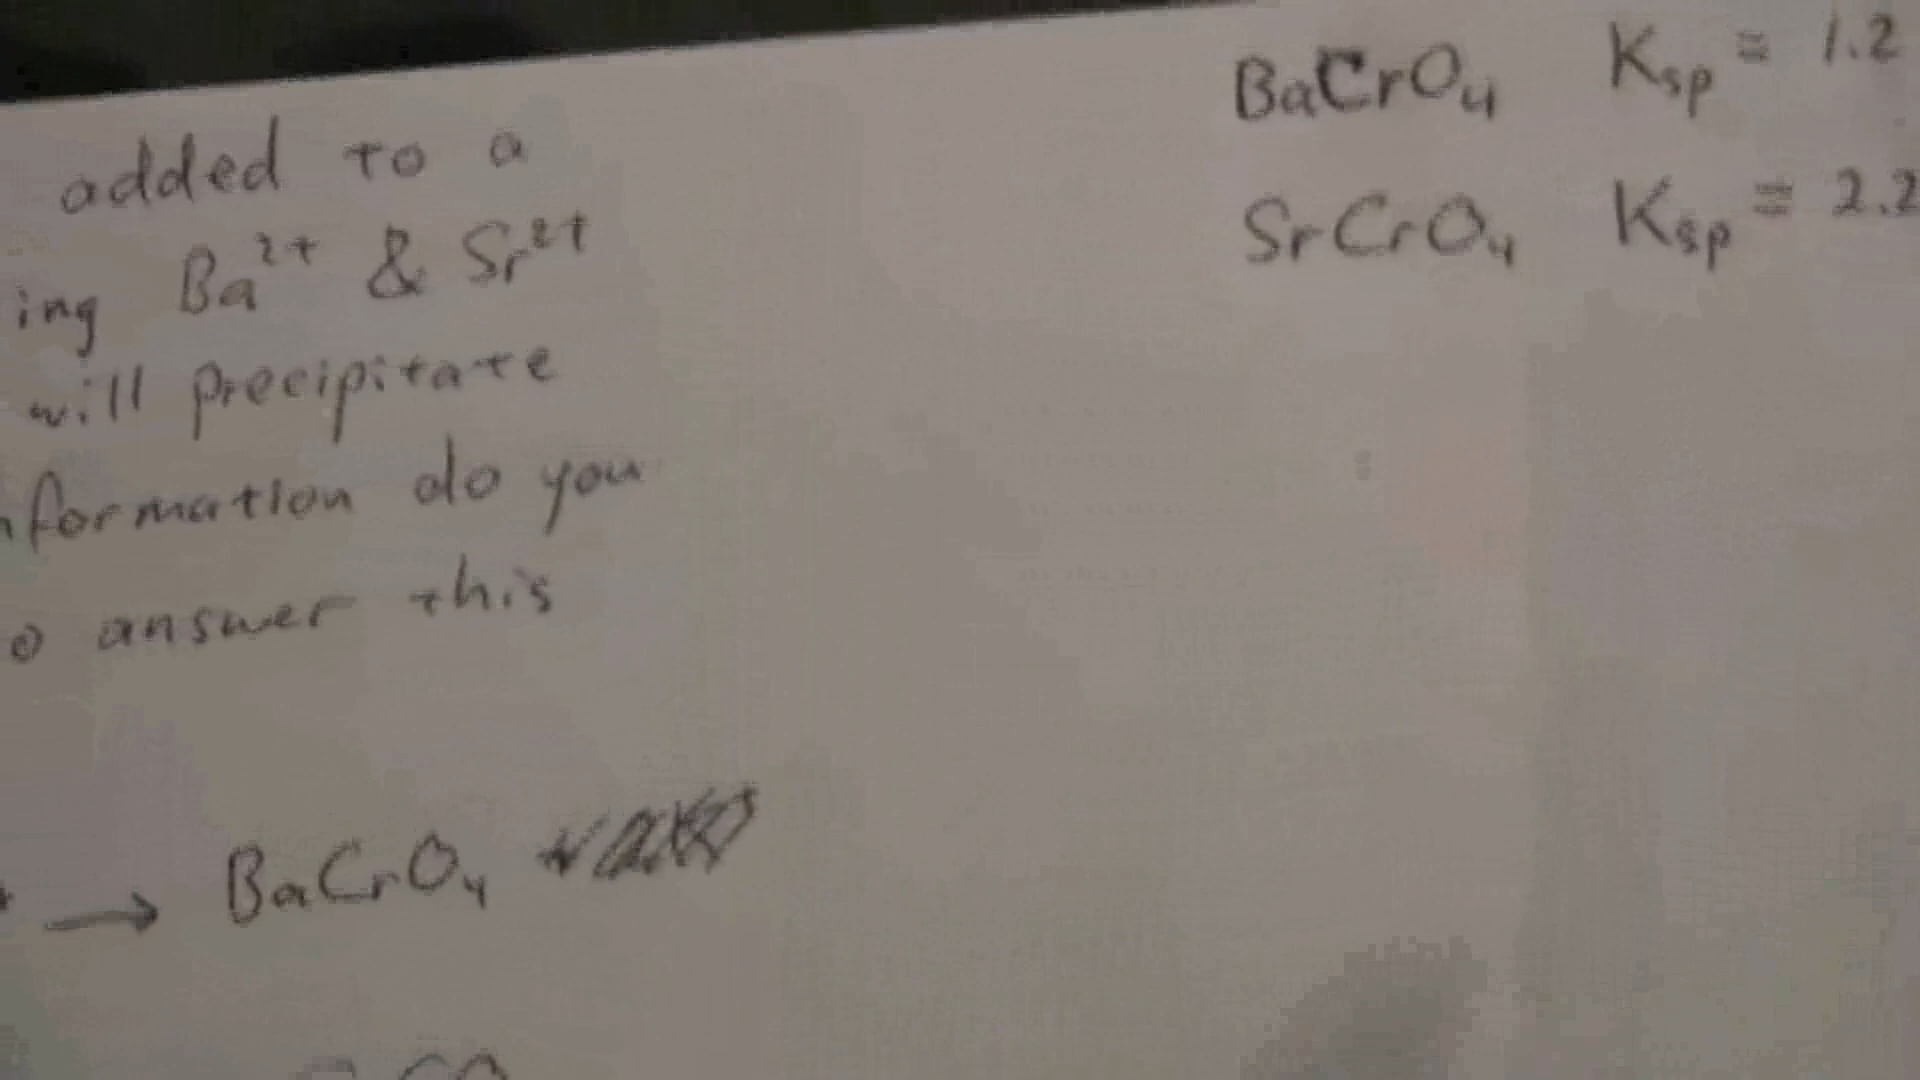 added to a
ing Ba²⁺ & Sr²⁺
will precipitate
nformation do you
o answer this
→ BaCrO₄
BaCrO₄ Ksp = 1.2
SrCrO₄ Ksp = 2.2